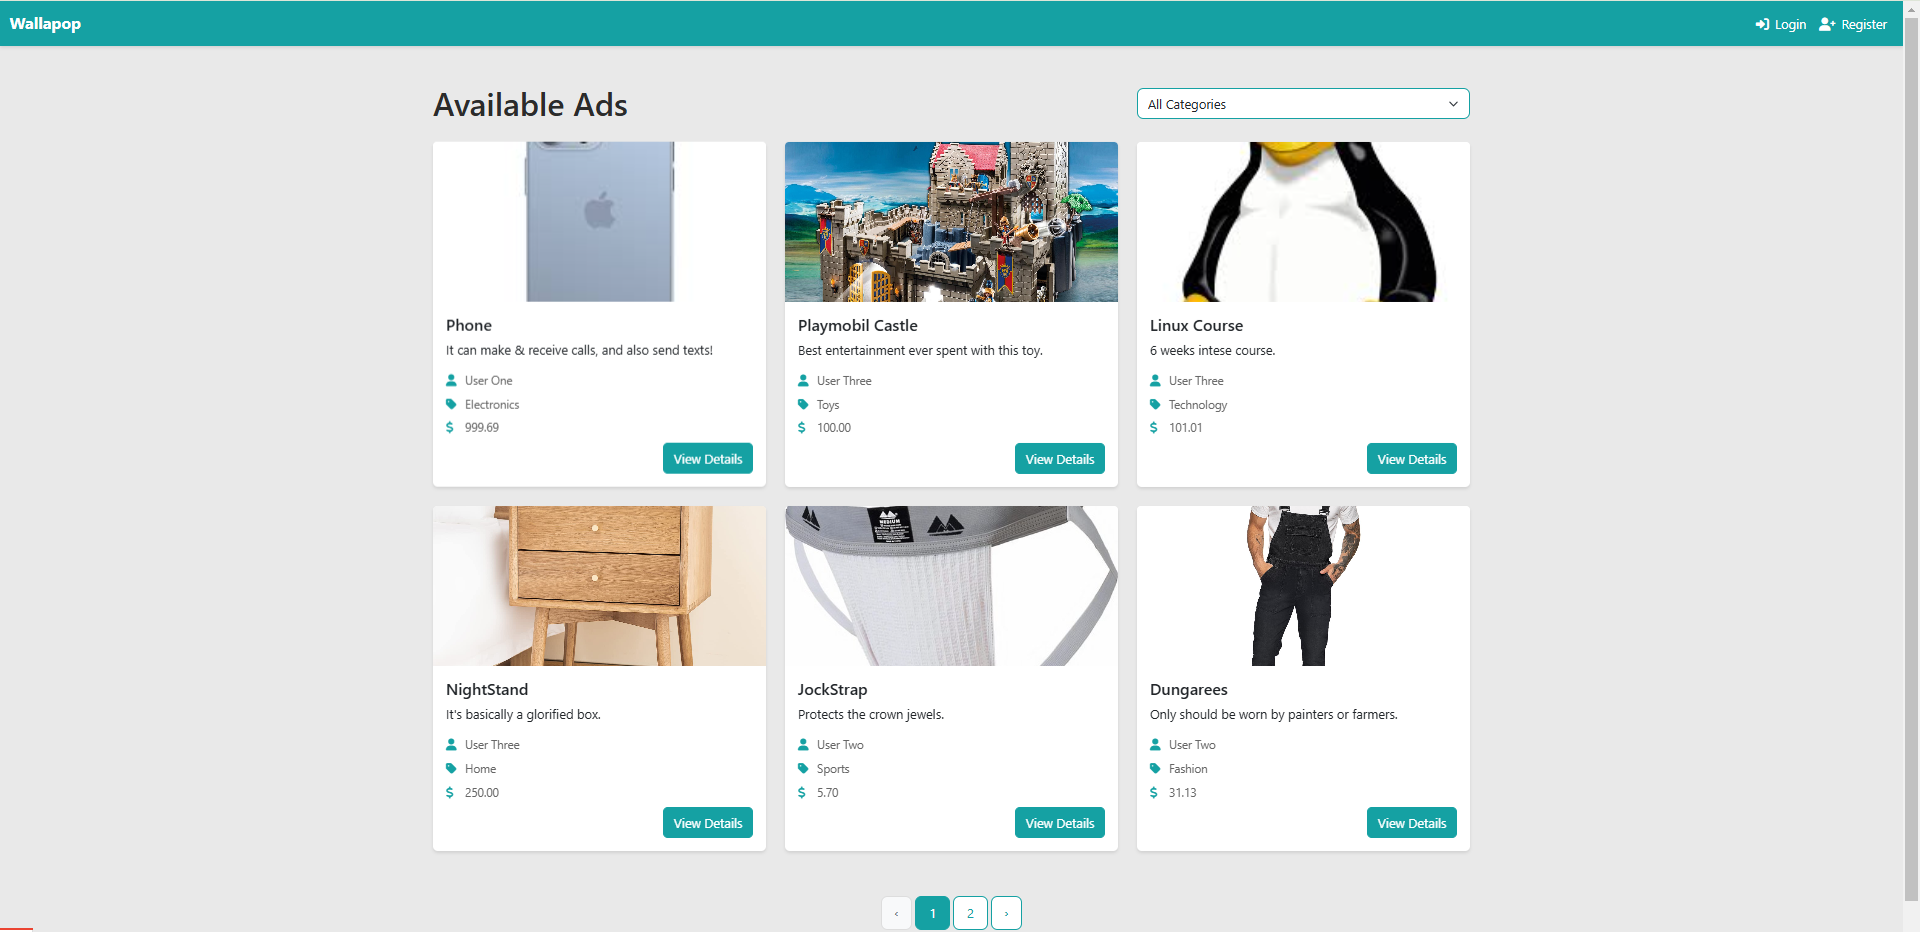 Wallapop
Login
Register
Available Ads
All Categories
Phone
It can make & receive calls, and also send texts!
User One
Electronics
$ 999.69
View Details
Playmobil Castle
Best entertainment ever spent with this toy.
User Three
Toys
$ 100.00
View Details
Linux Course
6 weeks intese course.
User Three
Technology
$ 101.01
View Details
NightStand
It's basically a glorified box.
User Three
Home
$ 250.00
View Details
MEDIUM
JockStrap
Protects the crown jewels.
User Two
Sports
$ 5.70
View Details
Dungarees
Only should be worn by painters or farmers.
User Two
Fashion
$ 31.13
View Details
‹ 1 2 ›